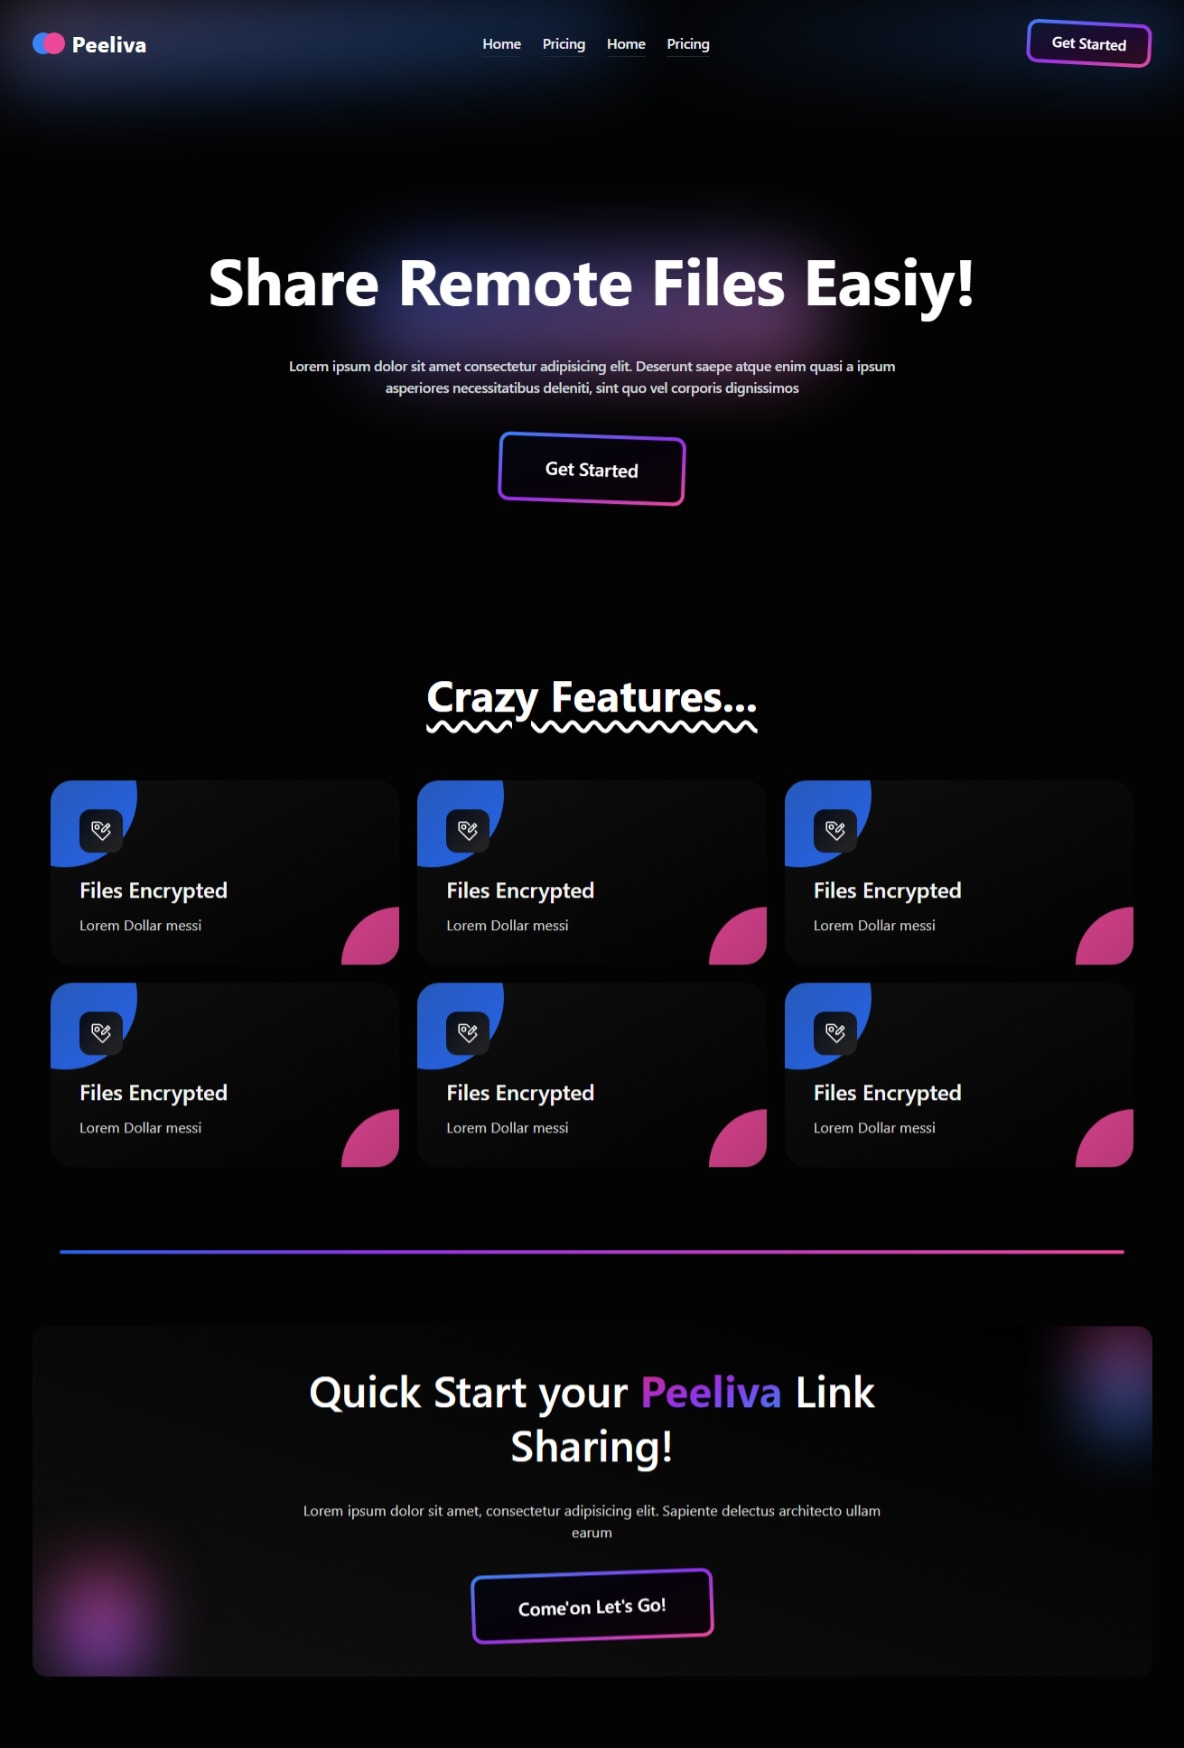 Peeliva
Home Pricing Home Pricing
Get Started
Share Remote Files Easiy!
Lorem ipsum dolor sit amet consectetur adipisicing elit. Deserunt saepe atque enim quasi a ipsum
asperiores necessitatibus deleniti, sint quo vel corporis dignissimos
Get Started
Crazy Features...
Files Encrypted
Lorem Dollar messi
Files Encrypted
Lorem Dollar messi
Files Encrypted
Lorem Dollar messi
Files Encrypted
Lorem Dollar messi
Files Encrypted
Lorem Dollar messi
Files Encrypted
Lorem Dollar messi
Quick Start your Peeliva Link
Sharing!
Lorem ipsum dolor sit amet, consectetur adipisicing elit. Sapiente delectus architecto ullam
earum
Come'on Let's Go!